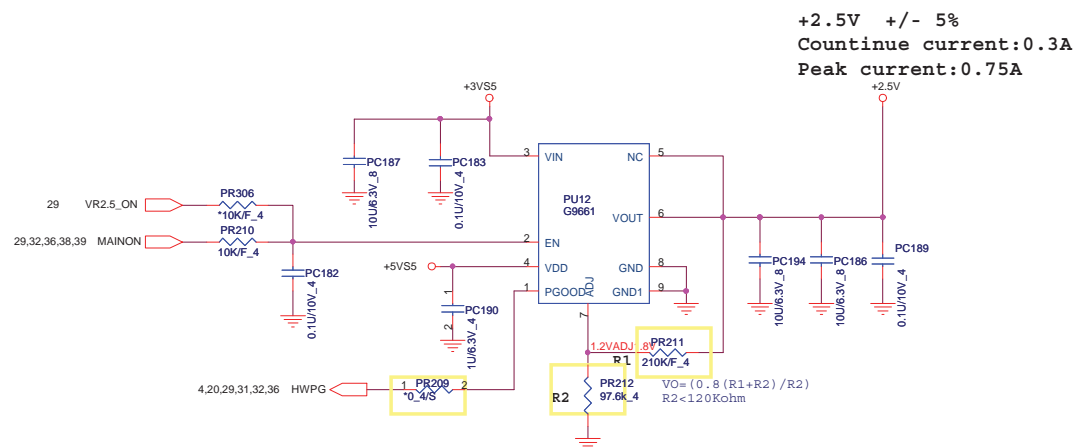 +2.5V +/- 5%
Countinue current:0.3A
Peak current:0.75A
+3VS5
+2.5V
PC187
10U/6.3V_8
PC183
0.1U/10V_4
3
VIN
NC
5
PU12
G9661
29
VR2.5_ON
PR306
*10K/F_4
VOUT
6
29,32,36,38,39
MAINON
PR210
10K/F_4
2
EN
PC182
0.1U/10V_4
+5VS5
4
VDD
GND
8
1
PGOOD
ADJ
GND1
9
PC194
10U/6.3V_8
PC186
10U/6.3V_8
PC189
0.1U/10V_4
1
PC190
2
1U/6.3V_4
7
1.2VADJ1.8V
R1
PR211
210K/F_4
4,20,29,31,32,36
HWPG
1
PR209
2
*0_4/S
R2
PR212
97.6k_4
VO=(0.8(R1+R2)/R2)
R2<120Kohm